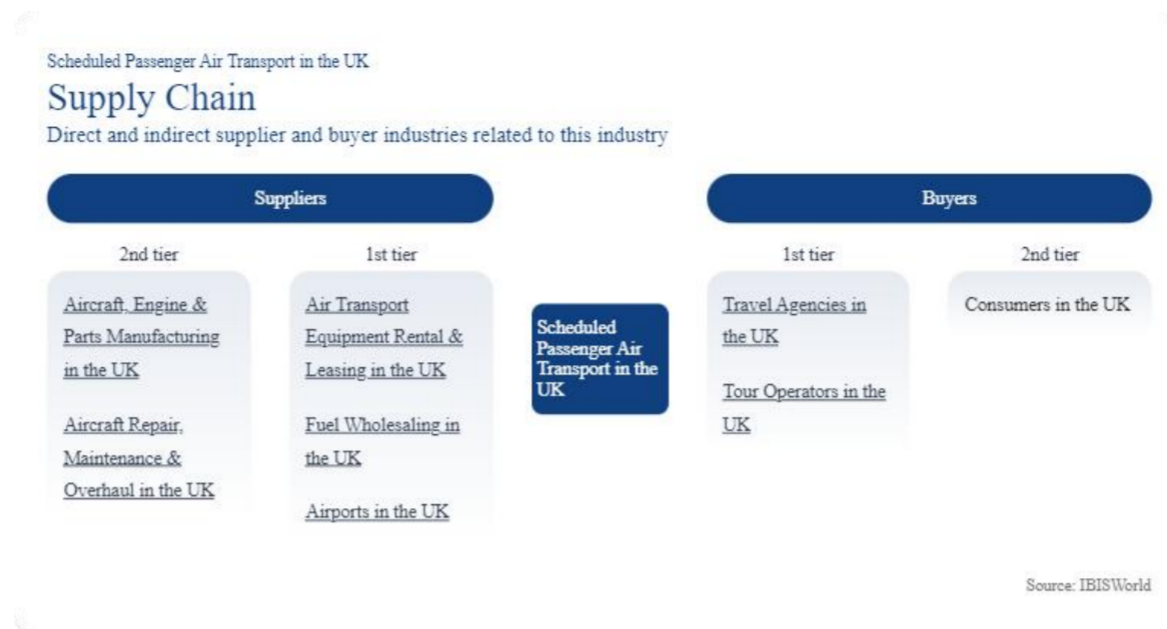 Scheduled Passenger Air Transport in the UK
Supply Chain
Direct and indirect supplier and buyer industries related to this industry
Suppliers
2nd tier
Aircraft, Engine &
Parts Manufacturing
in the UK
Aircraft Repair,
Maintenance &
Overhaul in the UK
1st tier
Air Transport
Equipment Rental &
Leasing in the UK
Fuel Wholesaling in
the UK
Airports in the UK
Scheduled
Passenger Air
Transport in the
UK
Buyers
1st tier
Travel Agencies in
the UK
Tour Operators in the
UK
2nd tier
Consumers in the UK
Source: IBISWorld